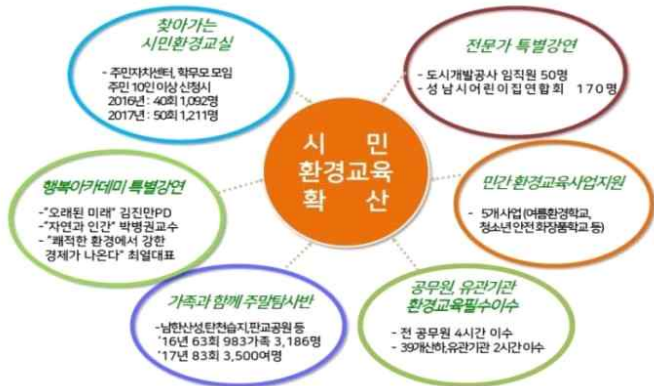 찾아가는
시민환경교실
- 주민자치센터, 학무모 모임
주민 10인 이상 신청시
2016년 : 40회 1,092명
2017년 : 50회 1,211명
전문가 특별강연
- 도시개발공사 임직원 50명
- 성남시어린이집연합회 170명
시 민
환경교육
확 산
행복아카데미 특별강연
-"오래된 미래" 김진만PD
-"자연과 인간" 박병권교수
- "쾌적한 환경에서 강한
경제가 나온다" 최열대표
민간 환경교육사업지원
- 5개 사업 (여름환경학교,
청소년 안전 화장품학교 등)
가족과 함께 주말탐사반
-남한산성,탄천습지,판교공원 등
'16년 63회 983가족 3,186명
'17년 83회 3,500여명
공무원, 유관기관
환경교육필수이수
- 전 공무원 4시간 이수
- 39개산하,유관기관 2시간 이수